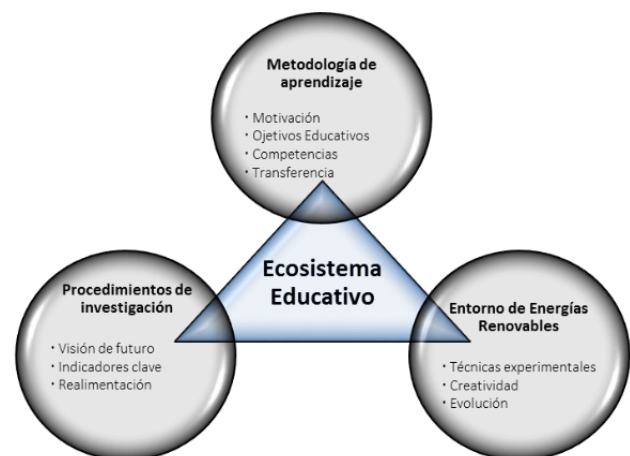 Metodología de
aprendizaje
· Motivación
· Ojetivos Educativos
· Competencias
· Transferencia
Ecosistema
Educativo
Procedimientos de
investigación
· Visión de futuro
· Indicadores clave
· Realimentación
Entorno de Energías
Renovables
· Técnicas experimentales
· Creatividad
· Evolución